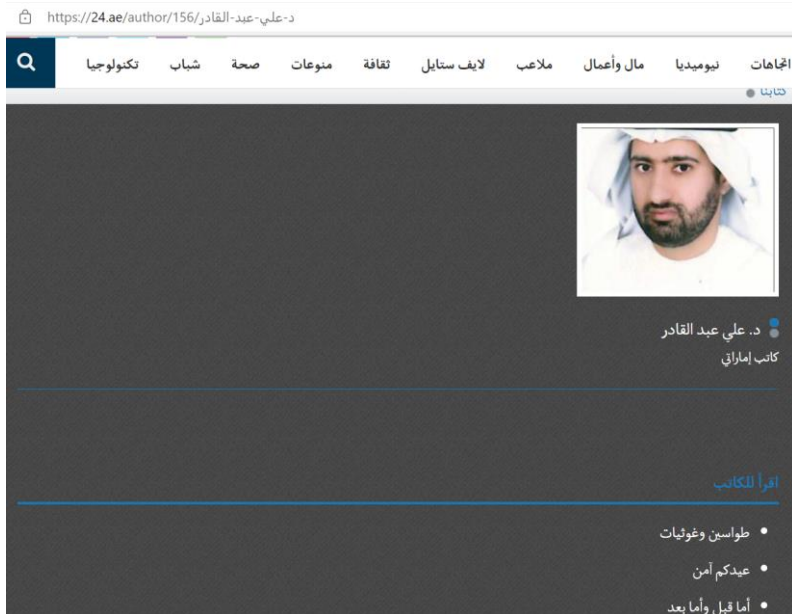 https://24.ae/author/156/د-علي-عبد-القادر
اتجاهات نيوميديا مال وأعمال ملاعب لايف ستايل ثقافة منوعات صحة شباب تكنولوجيا
كتابنا
د. علي عبد القادر
كاتب إماراتي
اقرأ للكاتب
طواسين وغوثيات
عيدكم آمن
أما قبل وأما بعد